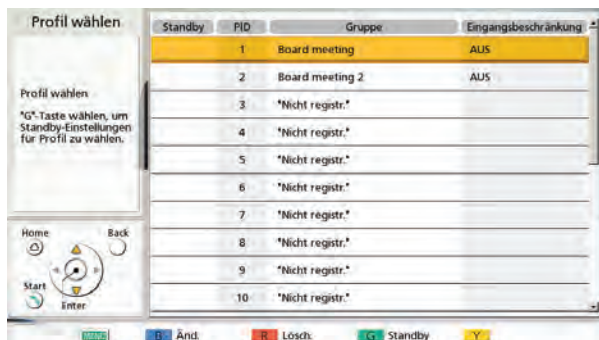 Profil wählen
Standby PID Gruppe Eingangsbeschränkung
1 Board meeting AUS
2 Board meeting 2 AUS
3 "Nicht registr."
4 "Nicht registr."
5 "Nicht registr."
6 "Nicht registr."
7 "Nicht registr."
8 "Nicht registr."
9 "Nicht registr."
10 "Nicht registr."
Profil wählen
"G"-Taste wählen, um
Standby-Einstellungen
für Profil zu wählen.
Home Back
Start
Enter
MENU B Änd. R Lösch. G Standby Y